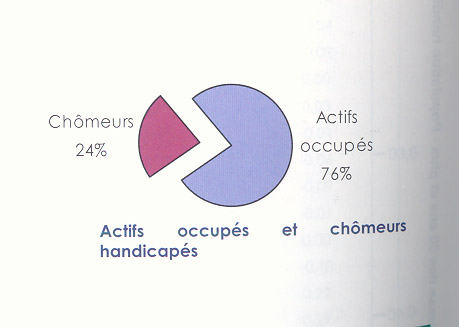 Chômeurs
24%
Actifs
occupés
76%
Actifs occupés et chômeurs
handicapés